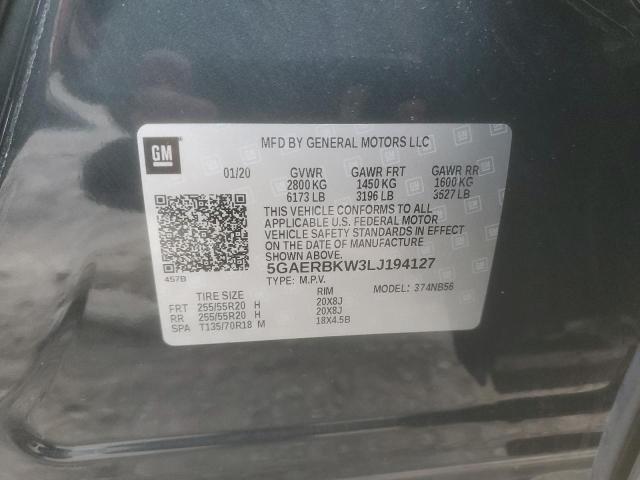 GM
MFD BY GENERAL MOTORS LLC
01/20 GVWR GAWR FRT GAWR RR
2800 KG 1450 KG 1600 KG
6173 LB 3196 LB 3527 LB
THIS VEHICLE CONFORMS TO ALL
APPLICABLE U.S. FEDERAL MOTOR
VEHICLE SAFETY STANDARDS IN EFFECT
ON THE DATE OF MANUFACTURE
SHOWN ABOVE.
457B
5GAERBKW3LJ194127
TYPE: M.P.V. MODEL: 374NB56
TIRE SIZE RIM
FRT 255/55R20 H 20X8J
RR 255/55R20 H 20X8J
SPA T135/70R18 M 18X4.5B